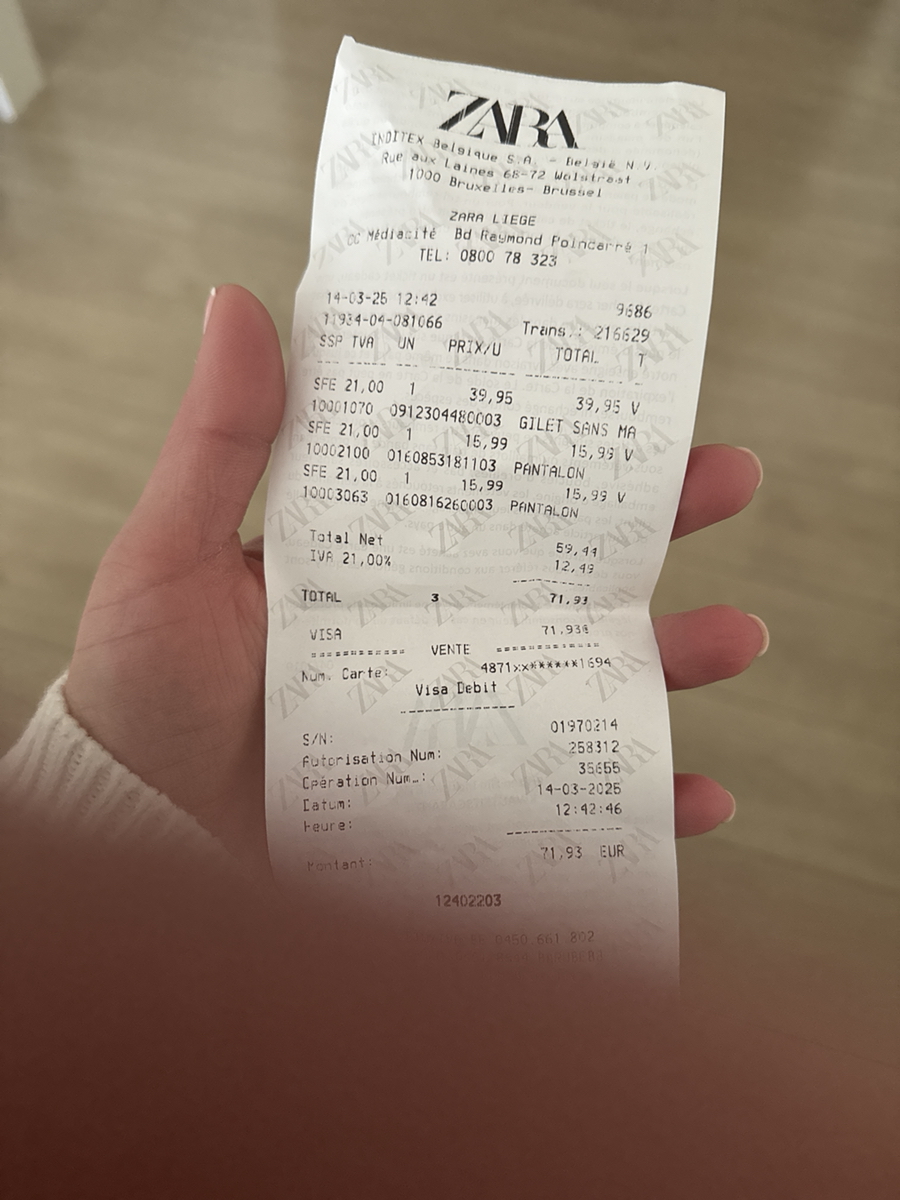 ZARA
INDITEX Belgique S.A. - België N.V.
Rue aux Laines 68-72 Wolstraat
1000 Bruxelles- Brussel
ZARA LIEGE
CC Médiacité Bd Raymond Poincarré 1
TEL: 0800 78 323
14-03-25 12:42 9686
11934-04-081066 Trans.: 216629
SSP TVA UN PRIX/U TOTAL T
SFE 21,00 1 39,95 39,95 V
10001070 0912304480003 GILET SANS MA
SFE 21,00 1 15,99 15,99 V
10002100 0160853181103 PANTALON
SFE 21,00 1 15,99 15,99 V
10003063 0160816260003 PANTALON
Total Net 59,44
IVA 21,00% 12,49
TOTAL 3 71,93
VISA 71,93€
============ VENTE ============
Num. Carte: 4871xx******1694
Visa Debit
S/N: 01970214
Autorisation Num: 258312
Opération Num.: 35655
Datum: 14-03-2025
Heure: 12:42:46
Montant: 71,93 EUR
12402203
0450 661 802